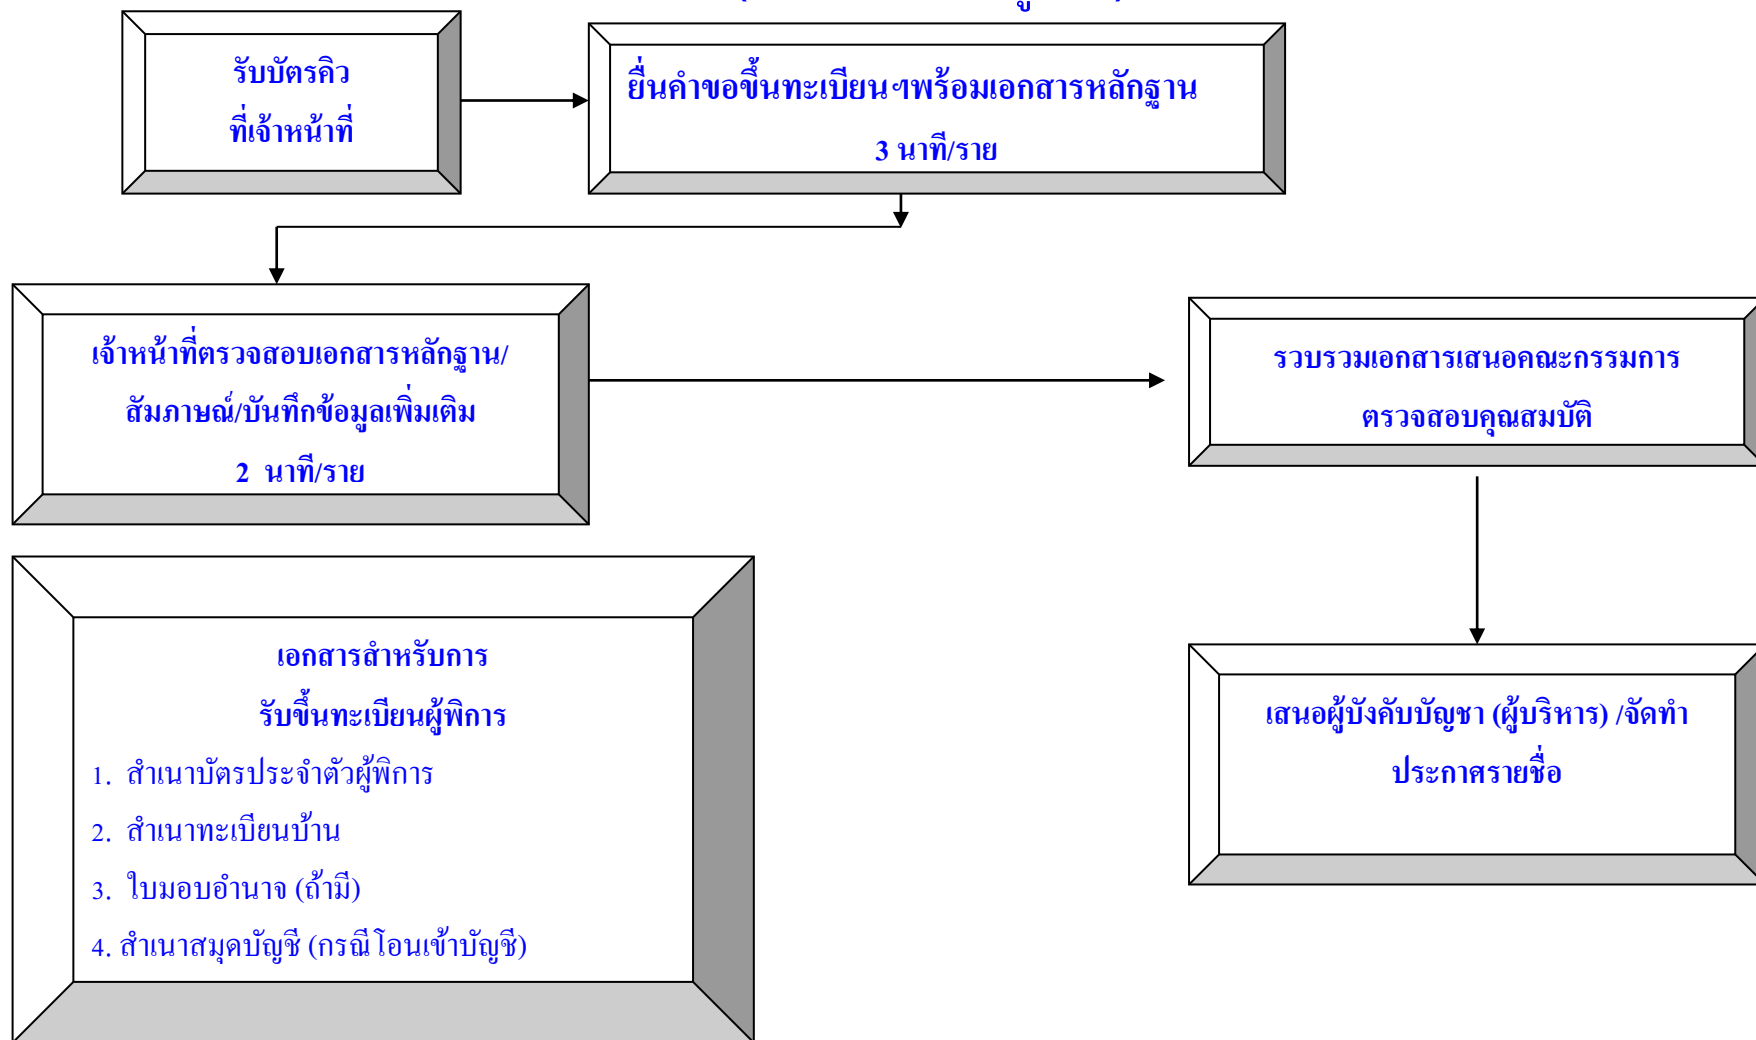 รับบัตรคิว
ที่เจ้าหน้าที่
ยื่นคำขอขึ้นทะเบียนฯพร้อมเอกสารหลักฐาน
3 นาที/ราย
เจ้าหน้าที่ตรวจสอบเอกสารหลักฐาน/
สัมภาษณ์/บันทึกข้อมูลเพิ่มเติม
2 นาที/ราย
รวบรวมเอกสารเสนอคณะกรรมการ
ตรวจสอบคุณสมบัติ
เอกสารสำหรับการ
รับขึ้นทะเบียนผู้พิการ
1. สำเนาบัตรประจำตัวผู้พิการ
2. สำเนาทะเบียนบ้าน
3. ใบมอบอำนาจ (ถ้ามี)
4. สำเนาสมุดบัญชี (กรณีโอนเข้าบัญชี)
เสนอผู้บังคับบัญชา (ผู้บริหาร) /จัดทำ
ประกาศรายชื่อ